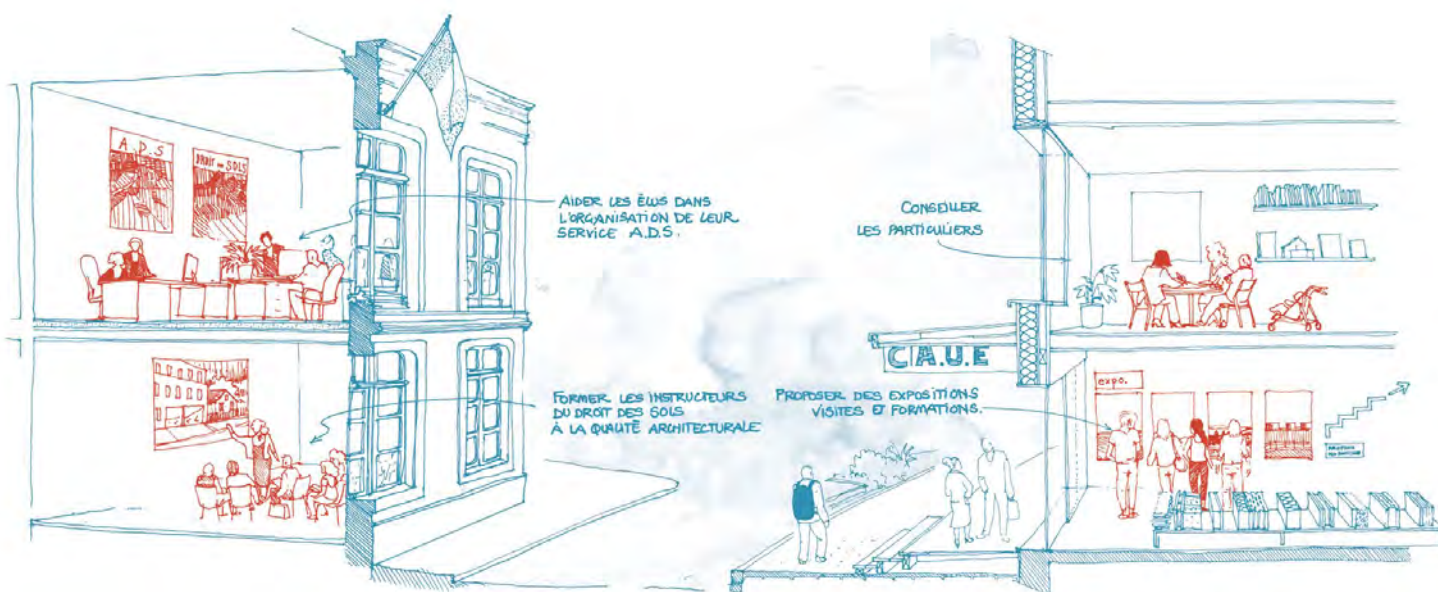 A.D.S
DROIT DES SOLS
AIDER LES ÉLUS DANS
L'ORGANISATION DE LEUR
SERVICE A.D.S.
FORMER LES INSTRUCTEURS
DU DROIT DES SOLS
À LA QUALITÉ ARCHITECTURALE
CONSEILLER
LES PARTICULIERS
C.A.U.E
PROPOSER DES EXPOSITIONS
VISITES ET FORMATIONS.
expo.